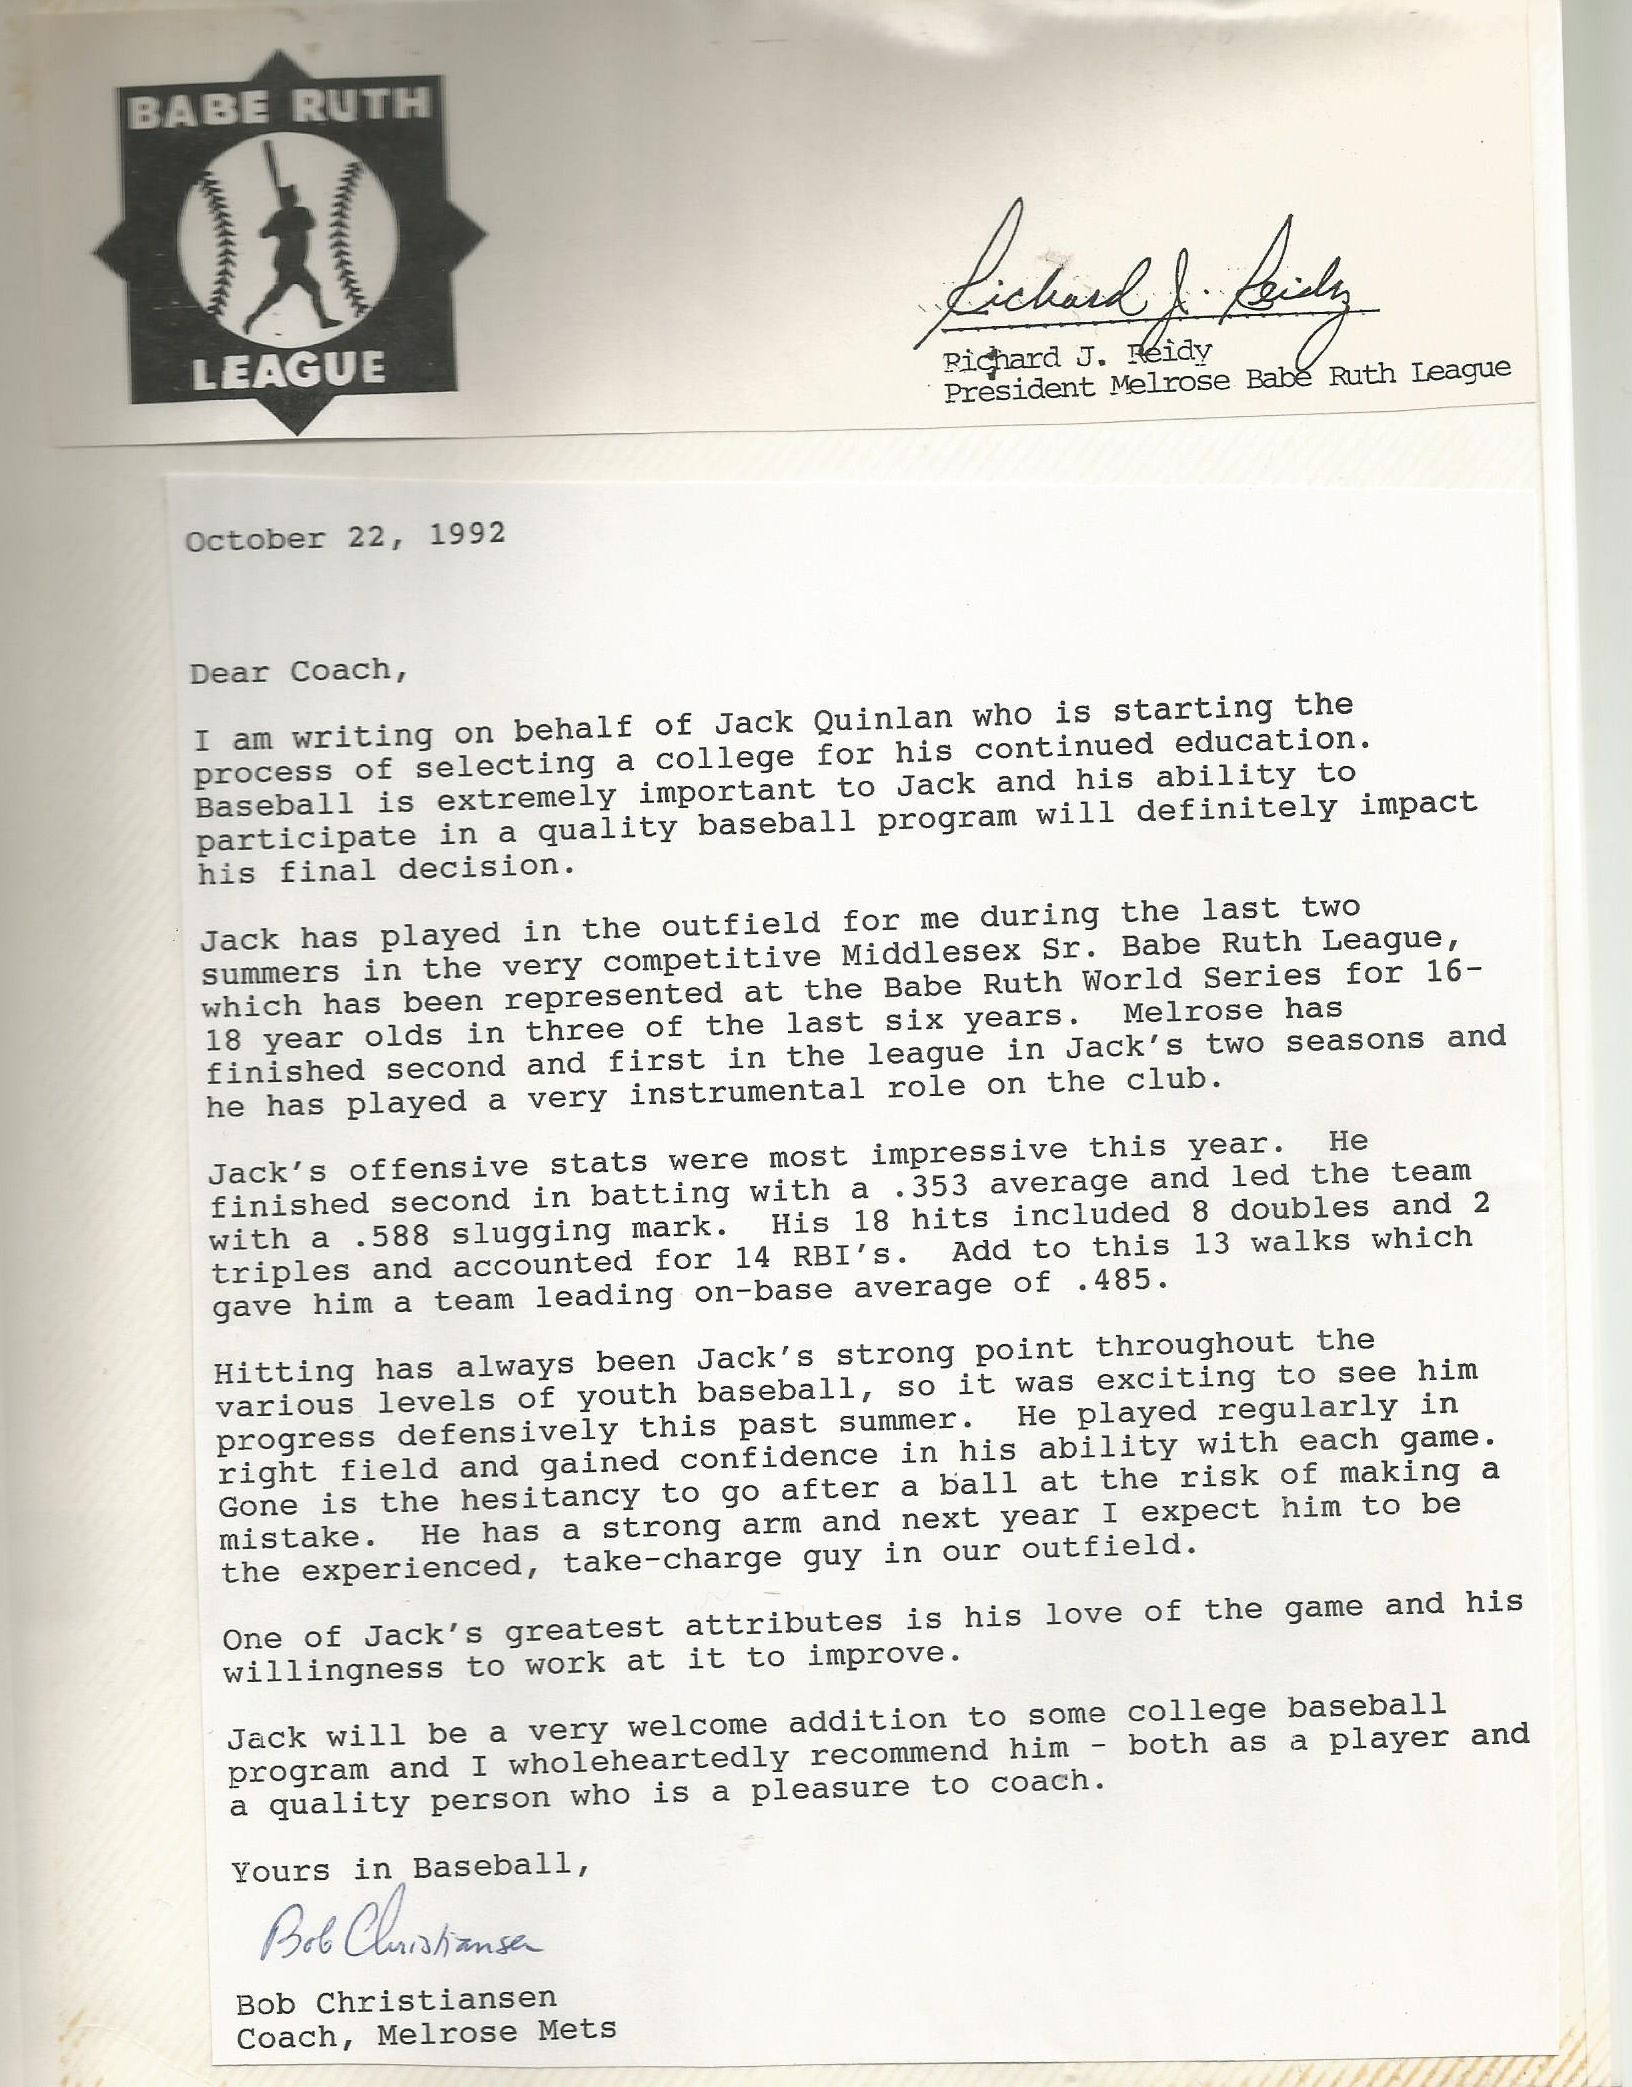 BABE RUTH
LEAGUE
Richard J. Reidy
Richard J. Reidy
President Melrose Babe Ruth League
October 22, 1992
Dear Coach,
I am writing on behalf of Jack Quinlan who is starting the
process of selecting a college for his continued education.
Baseball is extremely important to Jack and his ability to
participate in a quality baseball program will definitely impact
his final decision.
Jack has played in the outfield for me during the last two
summers in the very competitive Middlesex Sr. Babe Ruth League,
which has been represented at the Babe Ruth World Series for 16-
18 year olds in three of the last six years. Melrose has
finished second and first in the league in Jack's two seasons and
he has played a very instrumental role on the club.
Jack's offensive stats were most impressive this year. He
finished second in batting with a .353 average and led the team
with a .588 slugging mark. His 18 hits included 8 doubles and 2
triples and accounted for 14 RBI's. Add to this 13 walks which
gave him a team leading on-base average of .485.
Hitting has always been Jack's strong point throughout the
various levels of youth baseball, so it was exciting to see him
progress defensively this past summer. He played regularly in
right field and gained confidence in his ability with each game.
Gone is the hesitancy to go after a ball at the risk of making a
mistake. He has a strong arm and next year I expect him to be
the experienced, take-charge guy in our outfield.
One of Jack's greatest attributes is his love of the game and his
willingness to work at it to improve.
Jack will be a very welcome addition to some college baseball
program and I wholeheartedly recommend him - both as a player and
a quality person who is a pleasure to coach.
Yours in Baseball,
Bob Christiansen
Bob Christiansen
Coach, Melrose Mets